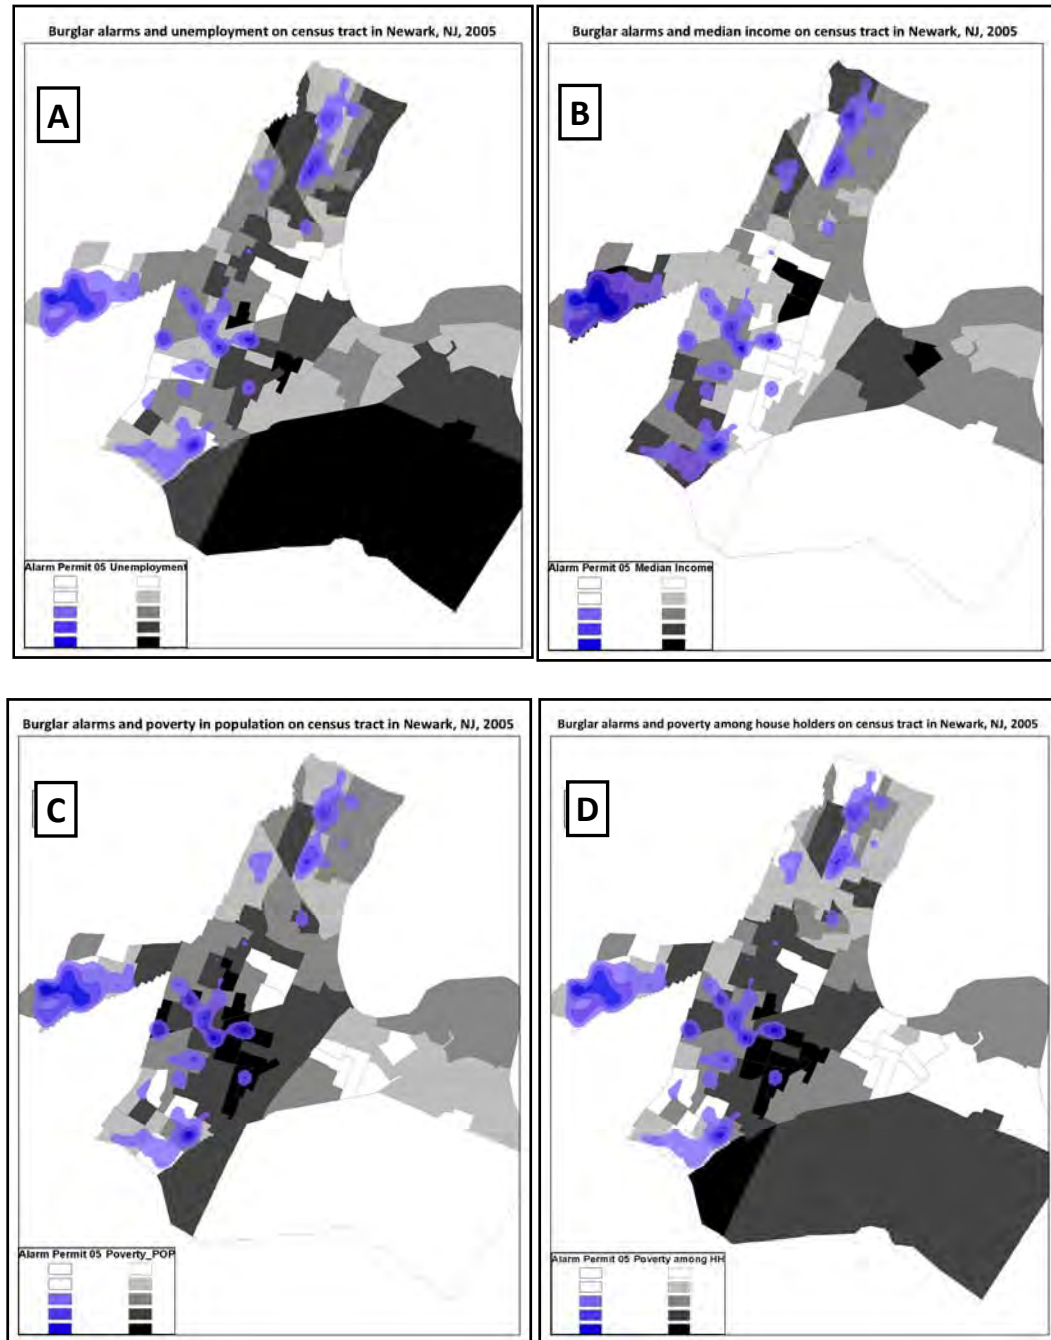 Burglar alarms and unemployment on census tract in Newark, NJ, 2005
A
Alarm Permit 05 Unemployment
Burglar alarms and median income on census tract in Newark, NJ, 2005
B
Alarm Permit 05 Median Income
Burglar alarms and poverty in population on census tract in Newark, NJ, 2005
C
Alarm Permit 05 Poverty_POP
Burglar alarms and poverty among house holders on census tract in Newark, NJ, 2005
D
Alarm Permit 05 Poverty among HH